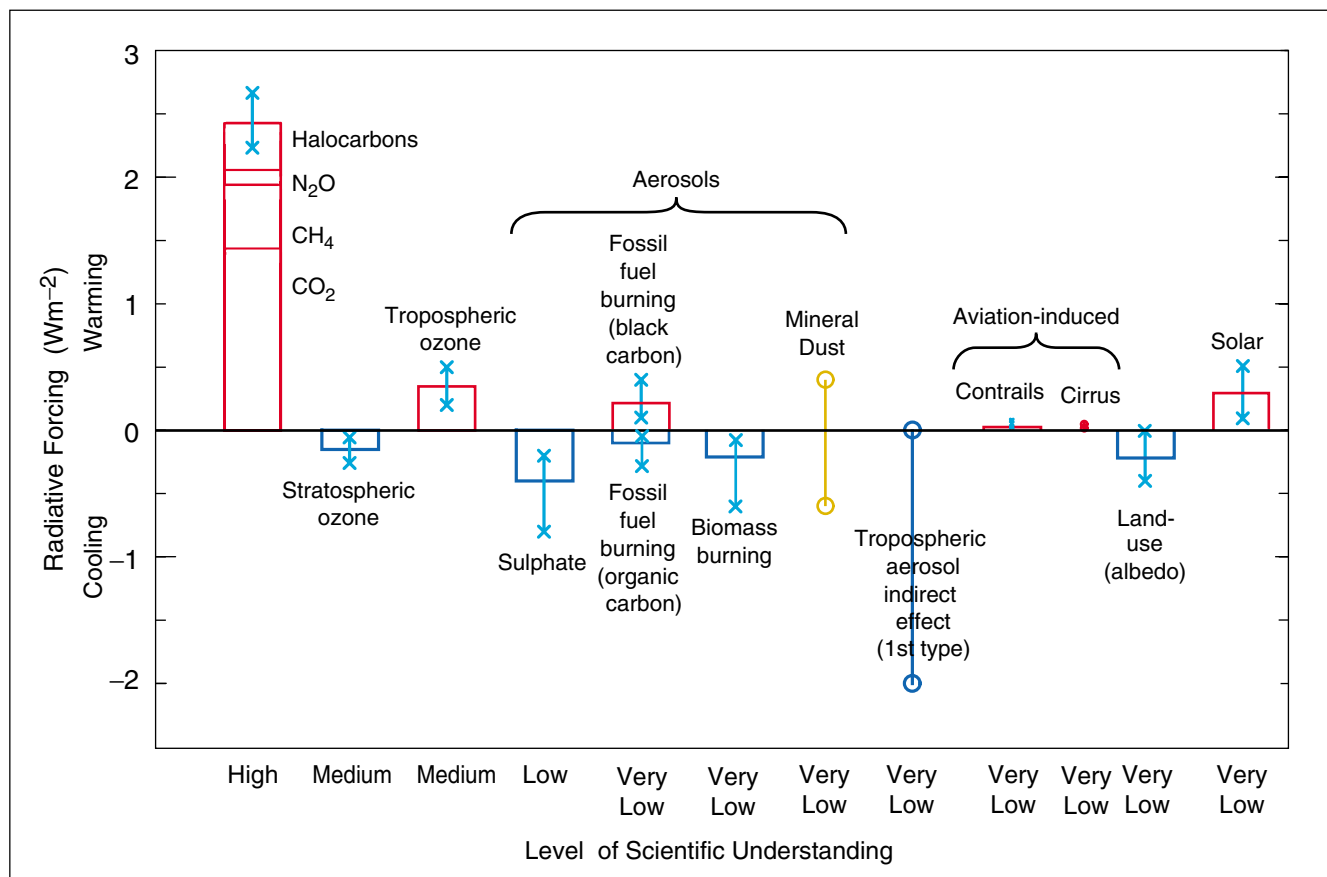 3
2
1
0
−1
−2
Radiative Forcing (Wm−2)
Cooling Warming
Halocarbons
N2O
CH4
CO2
Stratospheric
ozone
Tropospheric
ozone
Aerosols
Sulphate
Fossil
fuel
burning
(black
carbon)
Fossil
fuel
burning
(organic
carbon)
Biomass
burning
Mineral
Dust
Tropospheric
aerosol
indirect
effect
(1st type)
Aviation-induced
Contrails
Cirrus
Land-
use
(albedo)
Solar
High Medium Medium Low Very Very Very Very Very Very Very Very
Low Low Low Low Low Low Low Low
Level of Scientific Understanding